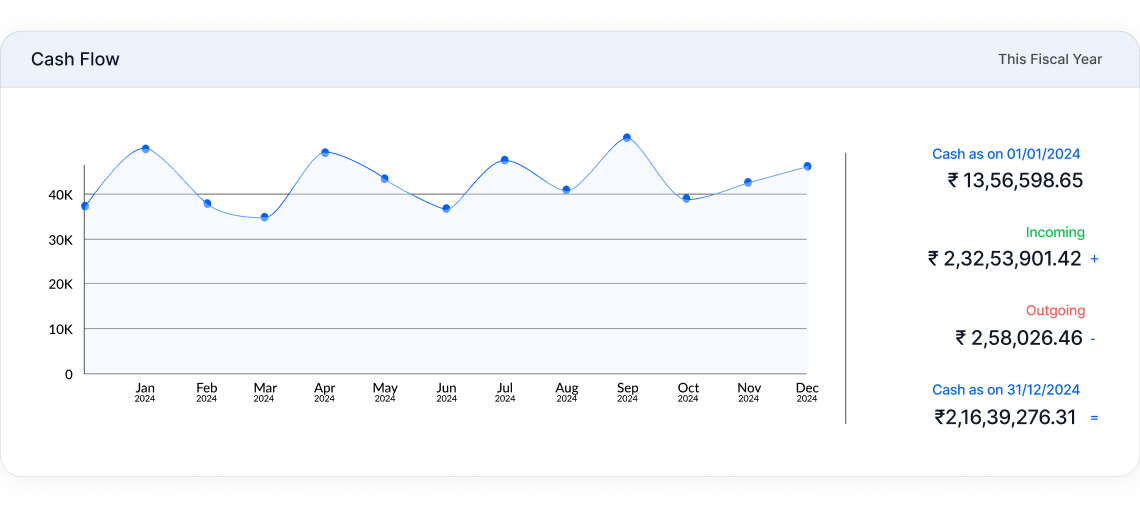 Cash Flow
This Fiscal Year
40K
30K
20K
10K
0
Jan Feb Mar Apr May Jun Jul Aug Sep Oct Nov Dec
2024 2024 2024 2024 2024 2024 2024 2024 2024 2024 2024 2024
Cash as on 01/01/2024
₹ 13,56,598.65
Incoming
₹ 2,32,53,901.42 +
Outgoing
₹ 2,58,026.46 -
Cash as on 31/12/2024
₹2,16,39,276.31 =